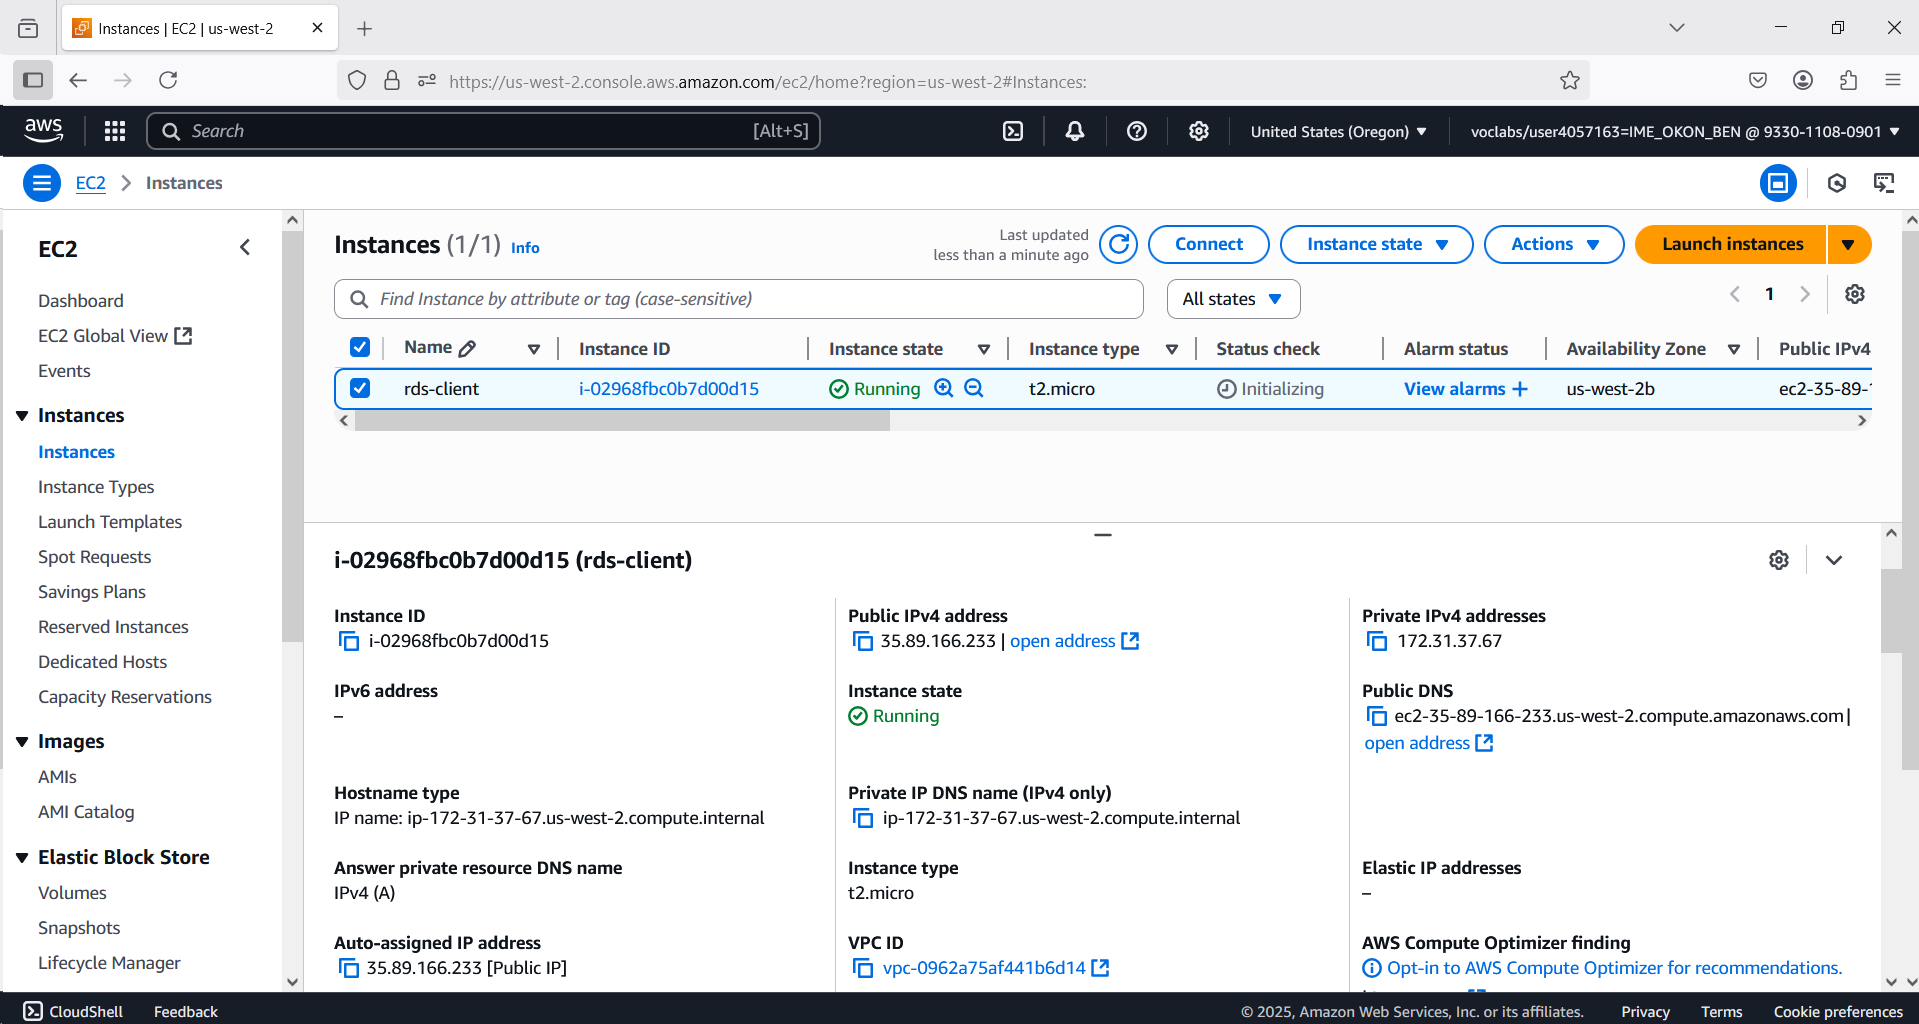 Instances | EC2 | us-west-2
https://us-west-2.console.aws.amazon.com/ec2/home?region=us-west-2#Instances:
aws
Search
[Alt+S]
United States (Oregon)
voclabs/user4057163=IME_OKON_BEN @ 9330-1108-0901
EC2 > Instances
EC2
Dashboard
EC2 Global View
Events
Instances
Instances
Instance Types
Launch Templates
Spot Requests
Savings Plans
Reserved Instances
Dedicated Hosts
Capacity Reservations
Images
AMIs
AMI Catalog
Elastic Block Store
Volumes
Snapshots
Lifecycle Manager
Instances (1/1) Info
Last updated
less than a minute ago
Connect
Instance state
Actions
Launch instances
Find Instance by attribute or tag (case-sensitive)
All states
1
Name Instance ID Instance state Instance type Status check Alarm status Availability Zone Public IPv4
rds-client i-02968fbc0b7d00d15 Running t2.micro Initializing View alarms + us-west-2b ec2-35-89-
i-02968fbc0b7d00d15 (rds-client)
Instance ID
i-02968fbc0b7d00d15
Public IPv4 address
35.89.166.233 | open address
Private IPv4 addresses
172.31.37.67
IPv6 address
–
Instance state
Running
Public DNS
ec2-35-89-166-233.us-west-2.compute.amazonaws.com |
open address
Hostname type
IP name: ip-172-31-37-67.us-west-2.compute.internal
Private IP DNS name (IPv4 only)
ip-172-31-37-67.us-west-2.compute.internal
Answer private resource DNS name
IPv4 (A)
Instance type
t2.micro
Elastic IP addresses
–
Auto-assigned IP address
35.89.166.233 [Public IP]
VPC ID
vpc-0962a75af441b6d14
AWS Compute Optimizer finding
Opt-in to AWS Compute Optimizer for recommendations.
CloudShell
Feedback
© 2025, Amazon Web Services, Inc. or its affiliates.
Privacy
Terms
Cookie preferences